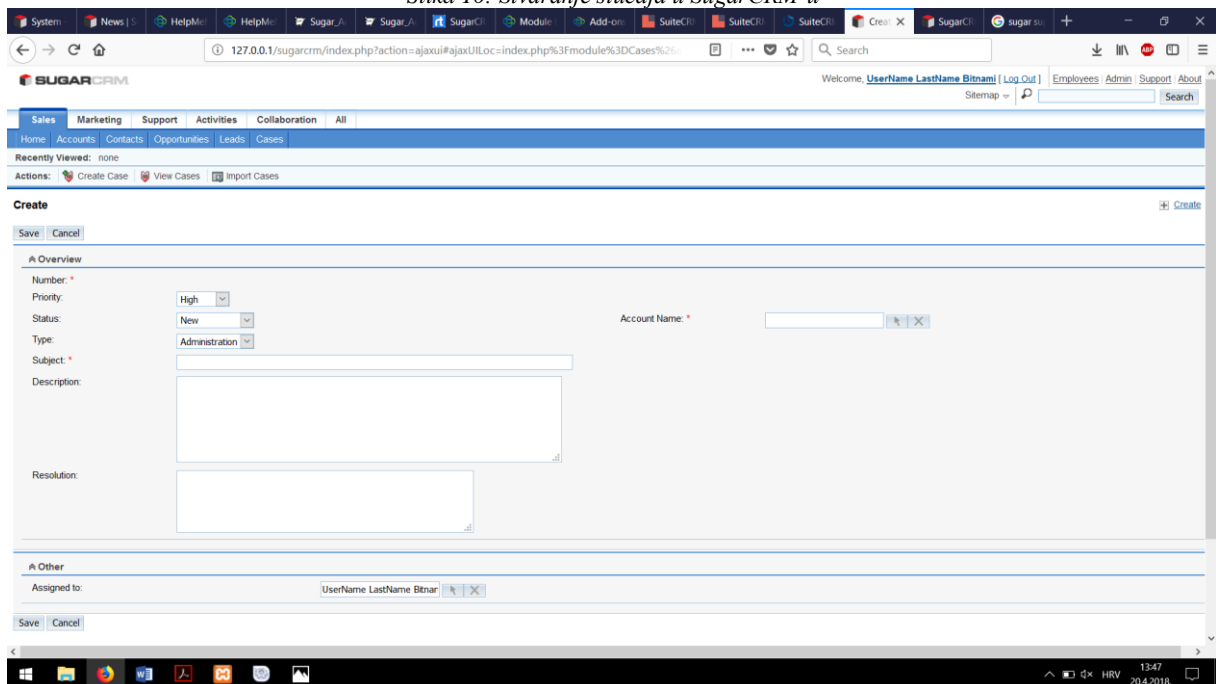 Slika 10: Stvaranje slučaja u SugarCRM-u
System - News | S HelpMe HelpMe Sugar_A Sugar_A SugarCR Module Add-ons SuiteCR SuiteCR SuiteCR Creat SugarCR sugar su
127.0.0.1/sugarcrm/index.php?action=ajaxui#ajaxUILoc=index.php%3Fmodule%3DCases%26 Search
SUGARCRM Welcome, UserName LastName Bitnami [ Log Out ] Employees Admin Support About
Sitemap Search
Sales Marketing Support Activities Collaboration All
Home Accounts Contacts Opportunities Leads Cases
Recently Viewed: none
Actions: Create Case View Cases Import Cases
Create Create
Save Cancel
Overview
Number: *
Priority: High
Status: New Account Name: *
Type: Administration
Subject: *
Description:
Resolution:
Other
Assigned to: UserName LastName Bitnar
Save Cancel
HRV 13:47
20.4.2018.